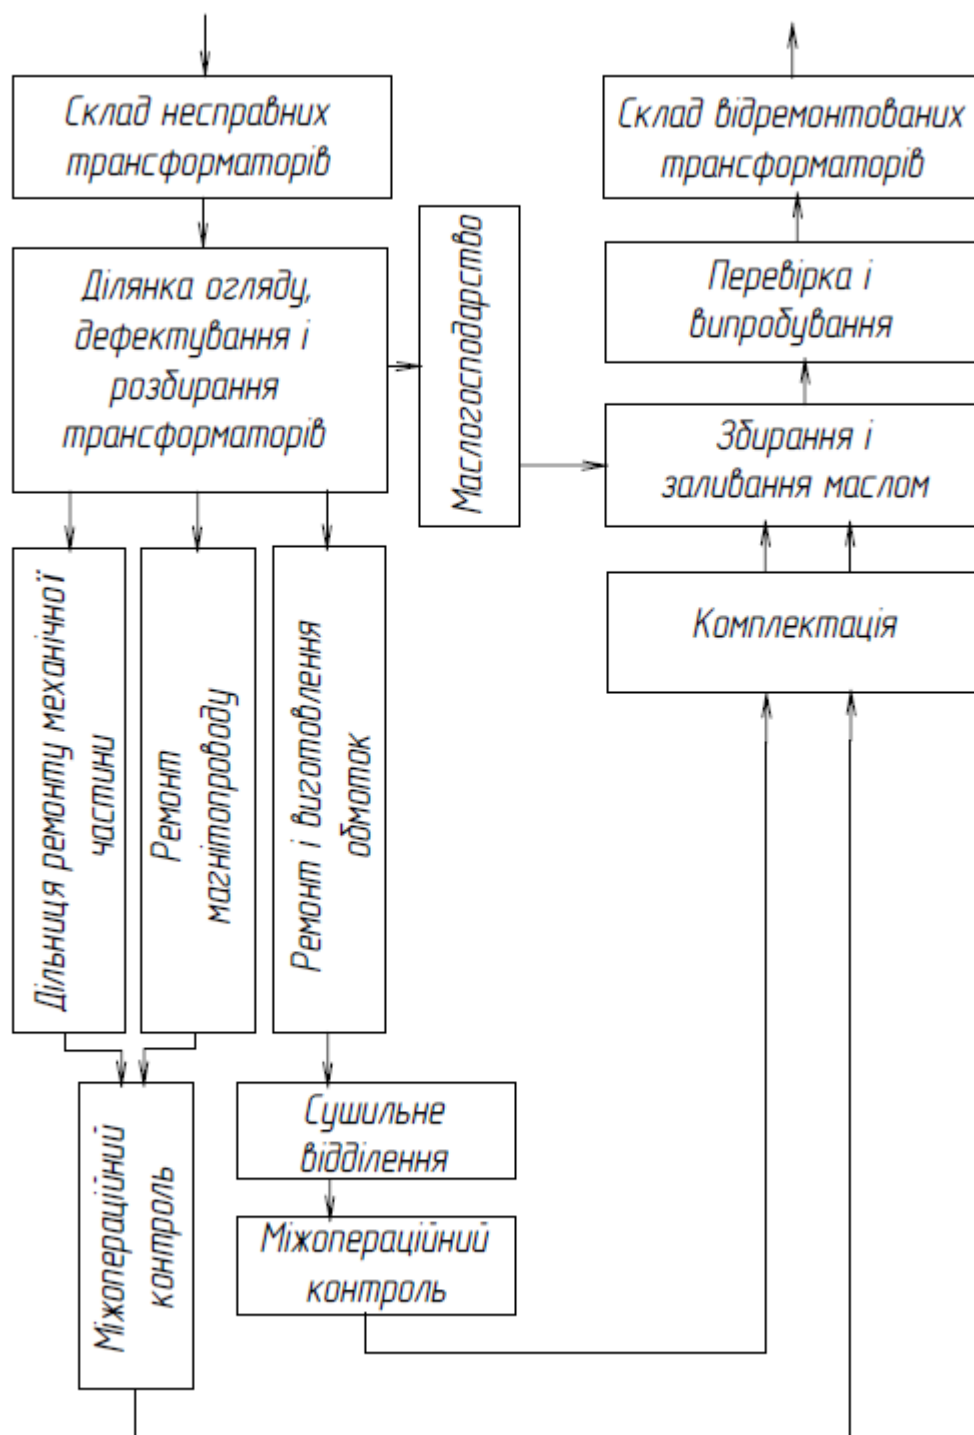 Склад несправних
трансформаторів
Ділянка огляду,
дефектування і
розбирання
трансформаторів
Маслогосподарство
Склад відремонтованих
трансформаторів
Перевірка і
випробування
Збирання і
заливання маслом
Комплектація
Дільниця ремонту механічної
частини
Ремонт
магнітопроводу
Ремонт і виготовлення
обмоток
Міжопераційний
контроль
Сушильне
відділення
Міжопераційний
контроль